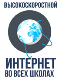 ВЫСОКОСКОРОСТНОЙ
ИНТЕРНЕТ
ВО ВСЕХ ШКОЛАХ